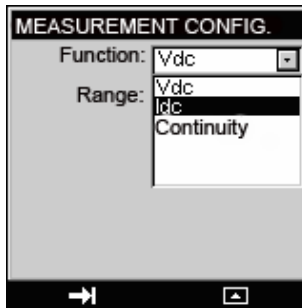 MEASUREMENT CONFIG.
Function: Vdc
Range:
Vdc
Idc
Continuity